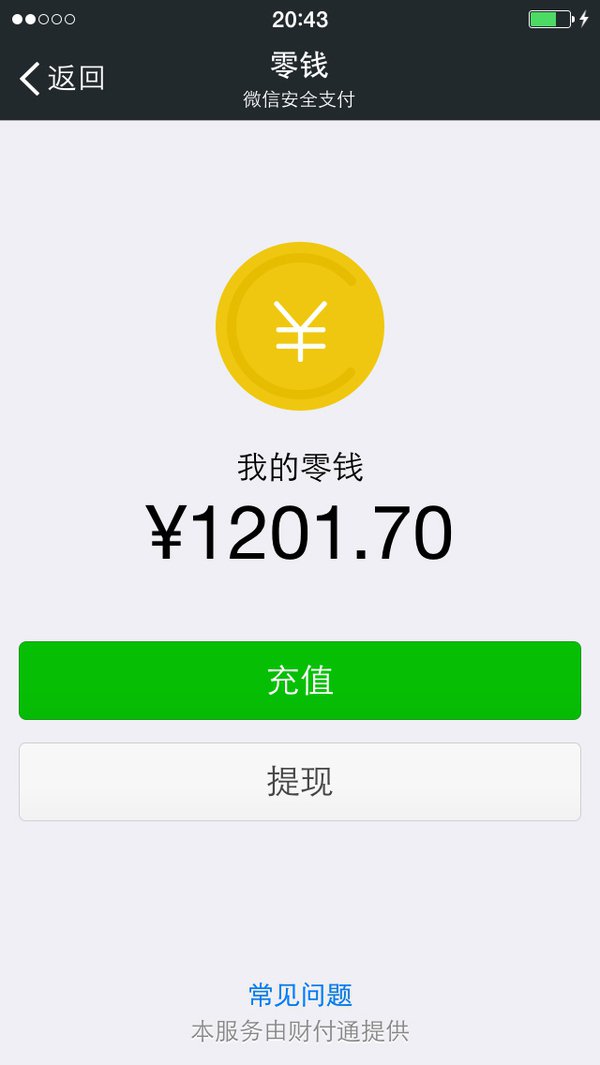 20:43
返回
零钱
微信安全支付
¥
我的零钱
¥1201.70
充值
提现
常见问题
本服务由财付通提供